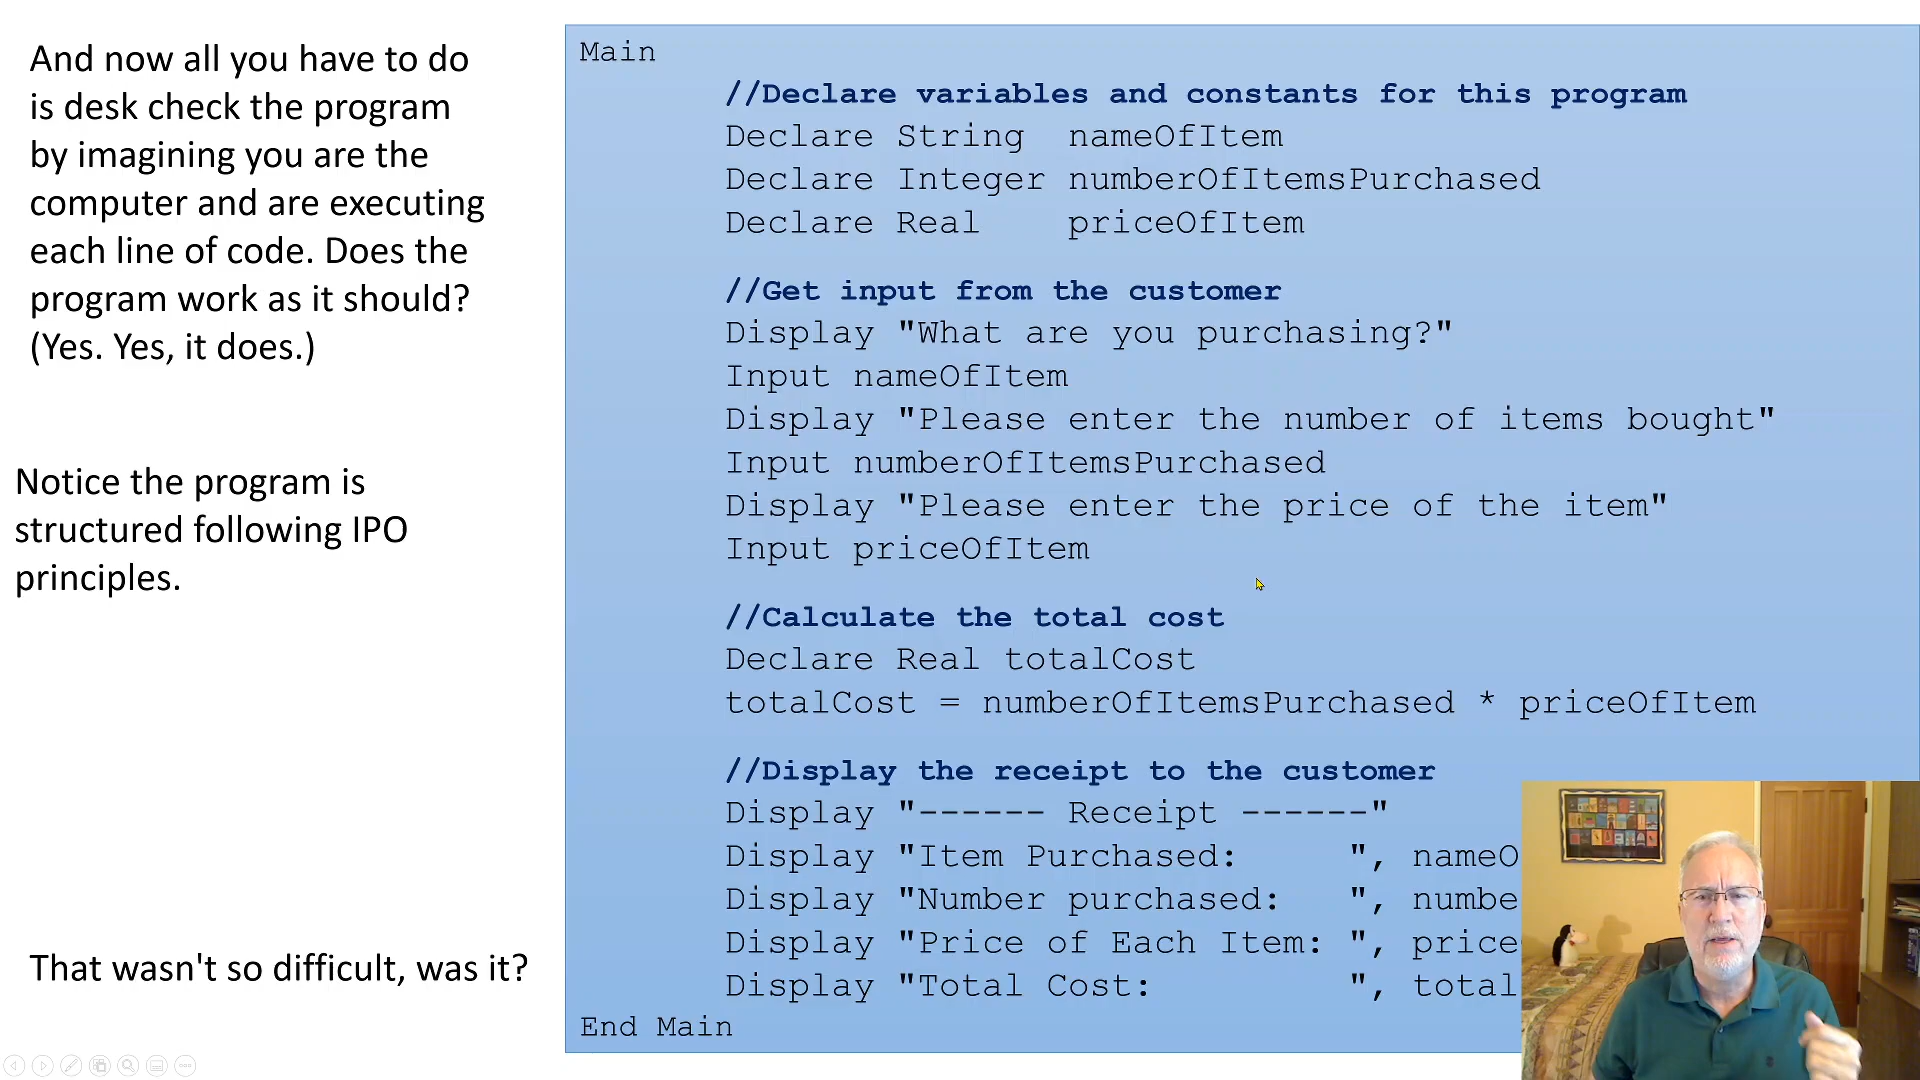 And now all you have to do
is desk check the program
by imagining you are the
computer and are executing
each line of code. Does the
program work as it should?
(Yes. Yes, it does.)
Notice the program is
structured following IPO
principles.
That wasn't so difficult, was it?
Main
//Declare variables and constants for this program
Declare String  nameOfItem
Declare Integer numberOfItemsPurchased
Declare Real    priceOfItem
//Get input from the customer
Display "What are you purchasing?"
Input nameOfItem
Display "Please enter the number of items bought"
Input numberOfItemsPurchased
Display "Please enter the price of the item"
Input priceOfItem
//Calculate the total cost
Declare Real totalCost
totalCost = numberOfItemsPurchased * priceOfItem
//Display the receipt to the customer
Display "------ Receipt ------"
Display "Item Purchased:     ", nameO
Display "Number purchased:   ", numbe
Display "Price of Each Item: ", price
Display "Total Cost:         ", total
End Main